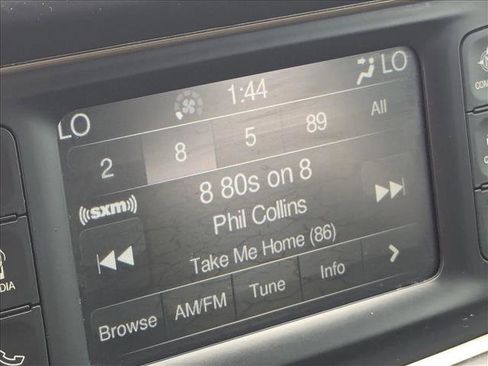 LO 1:44 LO
2 8 5 89 All
((sxm)) 8 80s on 8
Phil Collins
Take Me Home (86)
Browse AM/FM Tune Info >